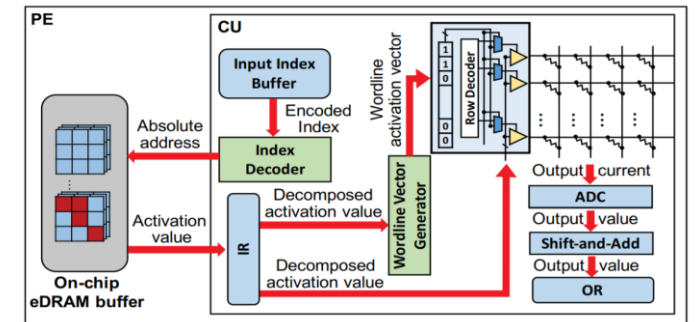 PE
CU
Input Index
Buffer
Encoded
Index
Index
Decoder
Absolute
address
Activation
value
On-chip
eDRAM buffer
IR
Decomposed
activation value
Decomposed
activation value
Wordline Vector
Generator
Wordline
activation vector
1
1
0
0
0
Row Decoder
Output current
ADC
Output value
Shift-and-Add
Output value
OR